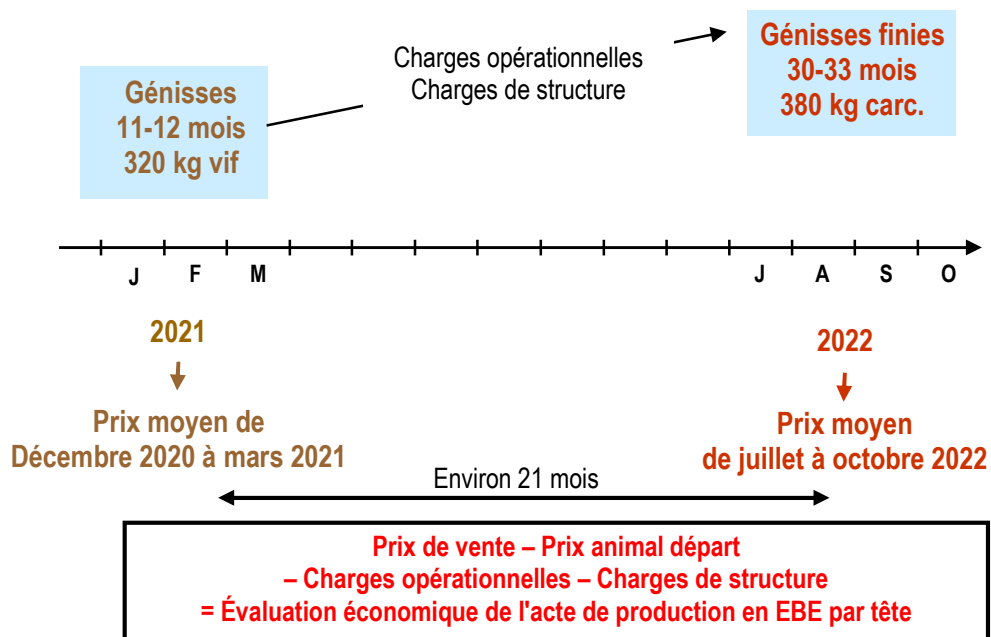 Génisses
11-12 mois
320 kg vif
Charges opérationnelles
Charges de structure
Génisses finies
30-33 mois
380 kg carc.
J F M J A S O
2021
Prix moyen de
Décembre 2020 à mars 2021
2022
Prix moyen
de juillet à octobre 2022
Environ 21 mois
Prix de vente – Prix animal départ
– Charges opérationnelles – Charges de structure
= Évaluation économique de l'acte de production en EBE par tête